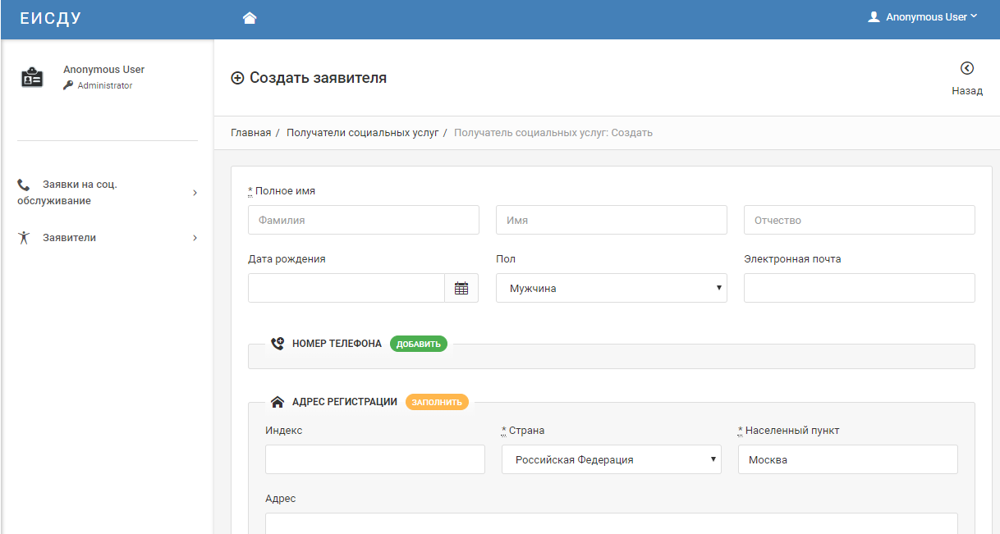 ЕИСДУ
Anonymous User
Anonymous User
Administrator
Заявки на соц.
обслуживание
Заявители
Создать заявителя
Назад
Главная / Получатели социальных услуг / Получатель социальных услуг: Создать
* Полное имя
Фамилия Имя Отчество
Дата рождения Пол Электронная почта
Мужчина
НОМЕР ТЕЛЕФОНА ДОБАВИТЬ
АДРЕС РЕГИСТРАЦИИ ЗАПОЛНИТЬ
Индекс * Страна * Населенный пункт
Российская Федерация Москва
Адрес